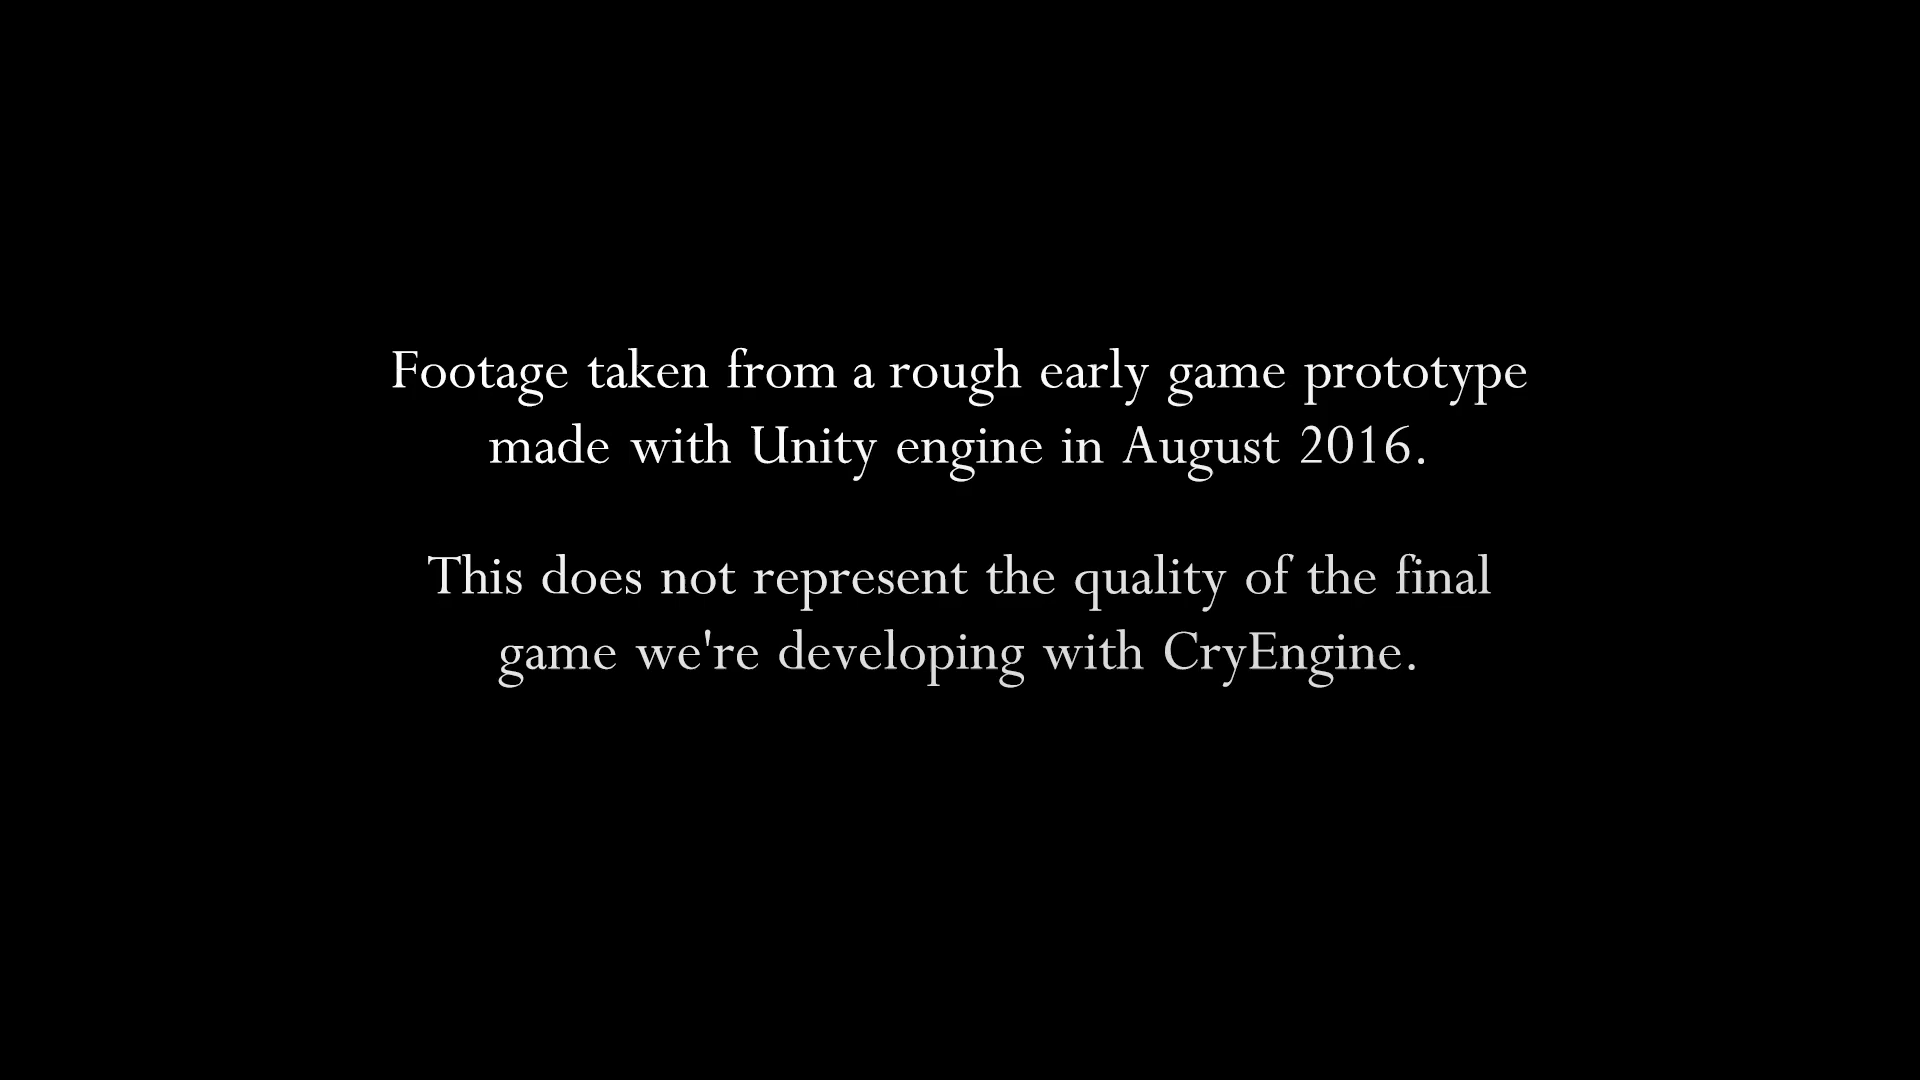 Footage taken from a rough early game prototype
made with Unity engine in August 2016.
This does not represent the quality of the final
game we're developing with CryEngine.